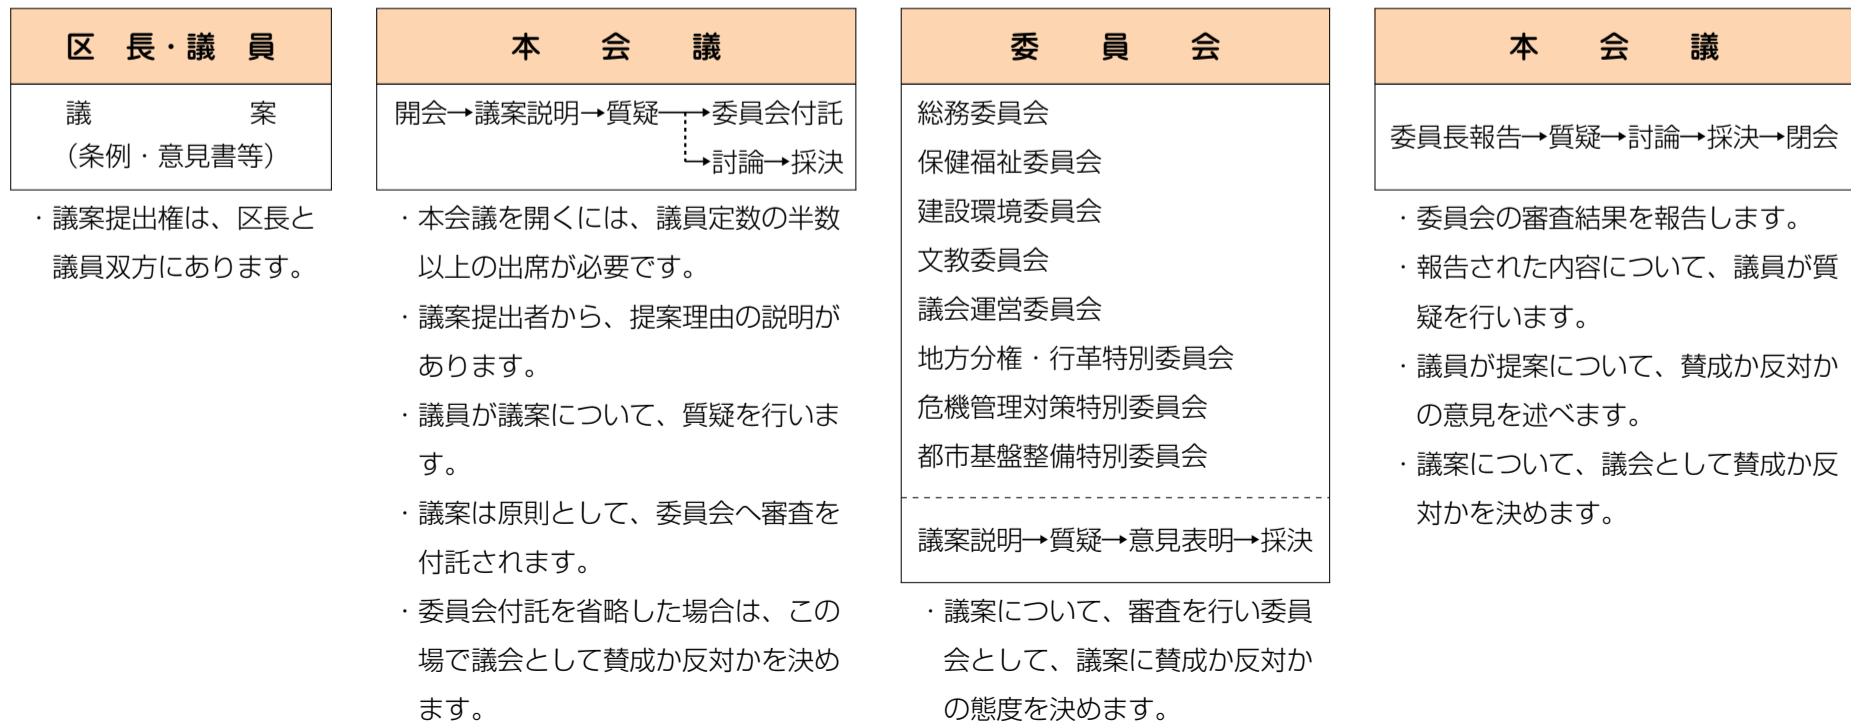 区長・議員
議案
（条例・意見書等）
・議案提出権は、区長と
議員双方にあります。
本会議
開会→議案説明→質疑→委員会付託
→討論→採決
・本会議を開くには、議員定数の半数
以上の出席が必要です。
・議案提出者から、提案理由の説明が
あります。
・議員が議案について、質疑を行いま
す。
・議案は原則として、委員会へ審査を
付託されます。
・委員会付託を省略した場合は、この
場で議会として賛成か反対かを決め
ます。
委員会
総務委員会
保健福祉委員会
建設環境委員会
文教委員会
議会運営委員会
地方分権・行革特別委員会
危機管理対策特別委員会
都市基盤整備特別委員会
議案説明→質疑→意見表明→採決
・議案について、審査を行い委員
会として、議案に賛成か反対か
の態度を決めます。
本会議
委員長報告→質疑→討論→採決→閉会
・委員会の審査結果を報告します。
・報告された内容について、議員が質
疑を行います。
・議員が提案について、賛成か反対か
の意見を述べます。
・議案について、議会として賛成か反
対かを決めます。